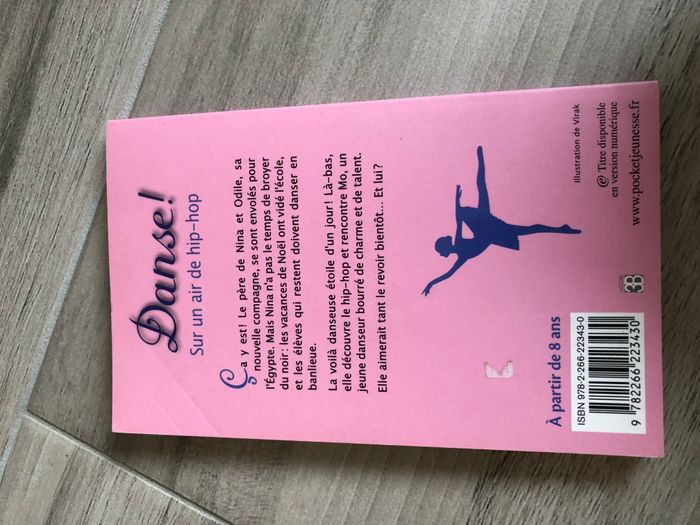 Danse!
Sur un air de hip-hop
Ça y est! Le père de Nina et Odile, sa
nouvelle compagne, se sont envolés pour
l'Égypte. Mais Nina n'a pas le temps de broyer
du noir: les vacances de Noël ont vidé l'école,
et les élèves qui restent doivent danser en
banlieue.
La voilà danseuse étoile d'un jour! Là-bas,
elle découvre le hip-hop et rencontre Mo, un
jeune danseur bourré de charme et de talent.
Elle aimerait tant le revoir bientôt... Et lui?
À partir de 8 ans
ISBN 978-2-266-22343-0
9 782266 223430
3B
Illustration de Virak
@ Titre disponible
en version numérique
www.pocketjeunesse.fr